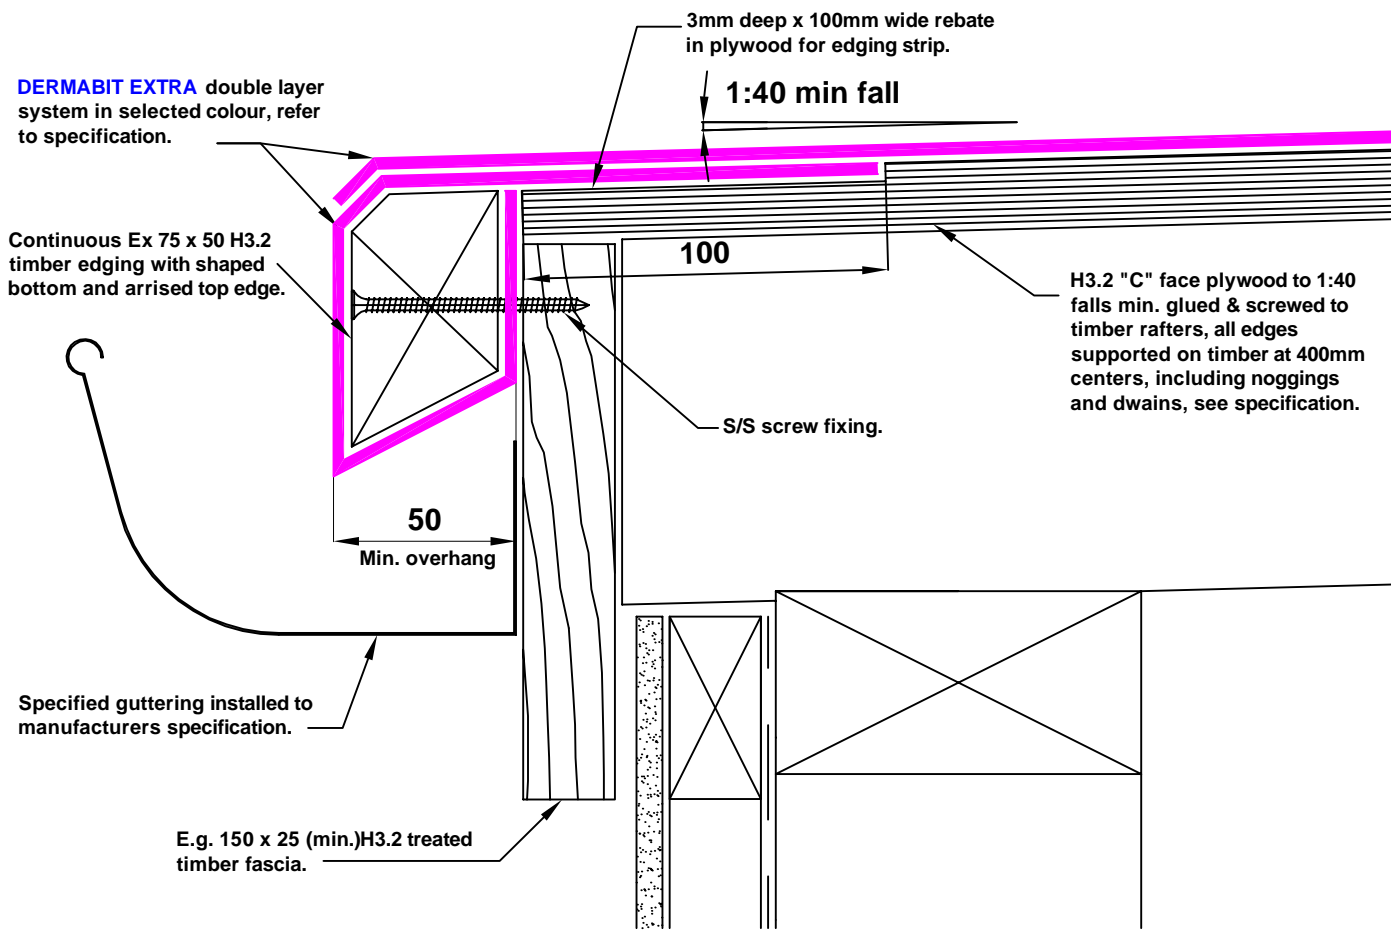 3mm deep x 100mm wide rebate
in plywood for edging strip.
DERMABIT EXTRA double layer
system in selected colour, refer
to specification.
1:40 min fall
Continuous Ex 75 x 50 H3.2
timber edging with shaped
bottom and arrised top edge.
100
H3.2 "C" face plywood to 1:40
falls min. glued & screwed to
timber rafters, all edges
supported on timber at 400mm
centers, including noggings
and dwains, see specification.
S/S screw fixing.
50
Min. overhang
Specified guttering installed to
manufacturers specification.
E.g. 150 x 25 (min.)H3.2 treated
timber fascia.